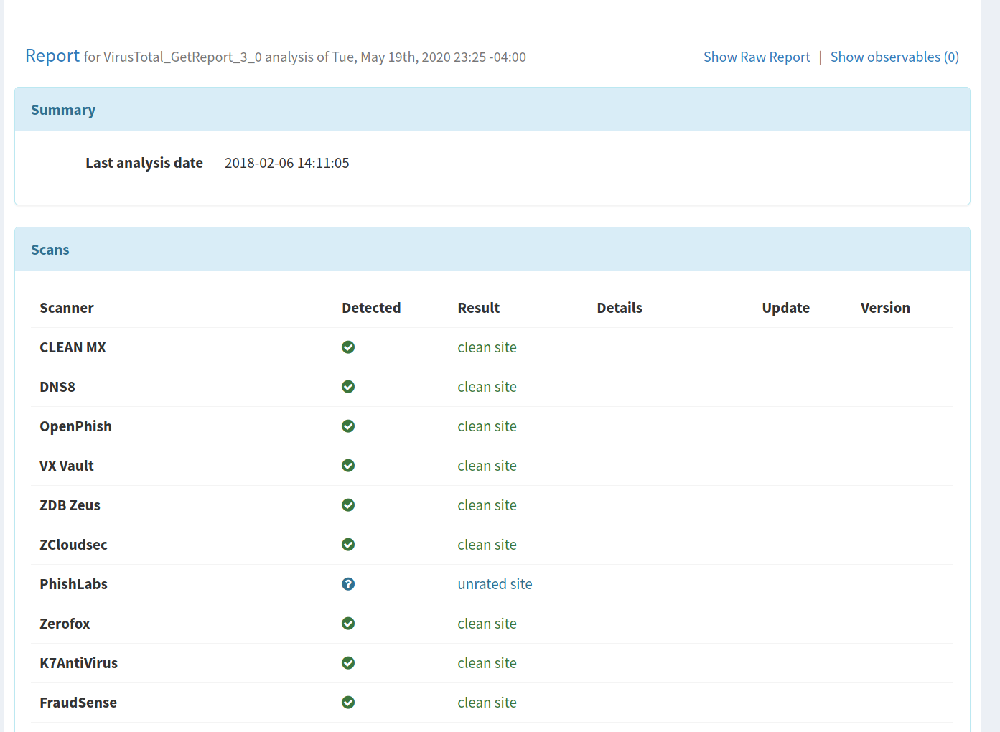 Report for VirusTotal_GetReport_3_0 analysis of Tue, May 19th, 2020 23:25 -04:00 Show Raw Report | Show observables (0)
Summary
Last analysis date 2018-02-06 14:11:05
Scans
Scanner Detected Result Details Update Version
CLEAN MX clean site
DNS8 clean site
OpenPhish clean site
VX Vault clean site
ZDB Zeus clean site
ZCloudsec clean site
PhishLabs unrated site
Zerofox clean site
K7AntiVirus clean site
FraudSense clean site